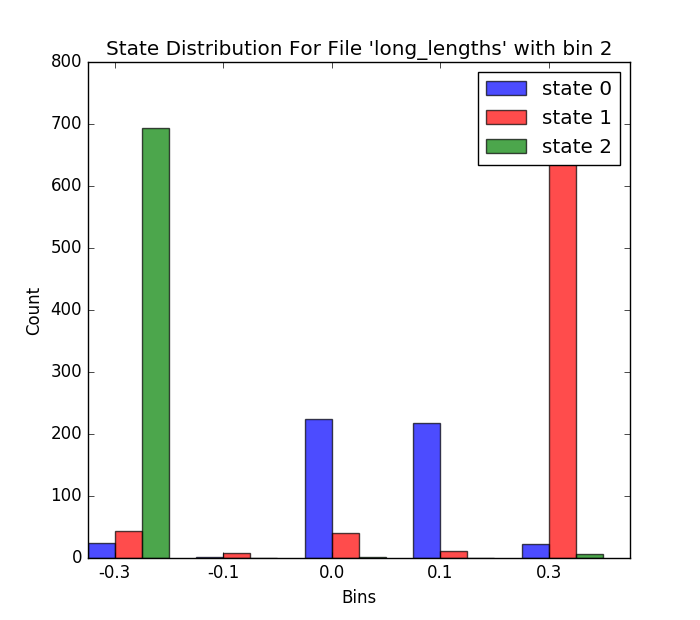 State Distribution For File 'long_lengths' with bin 2
800
700
600
500
400
300
200
100
0
Count
state 0
state 1
state 2
-0.3 -0.1 0.0 0.1 0.3
Bins